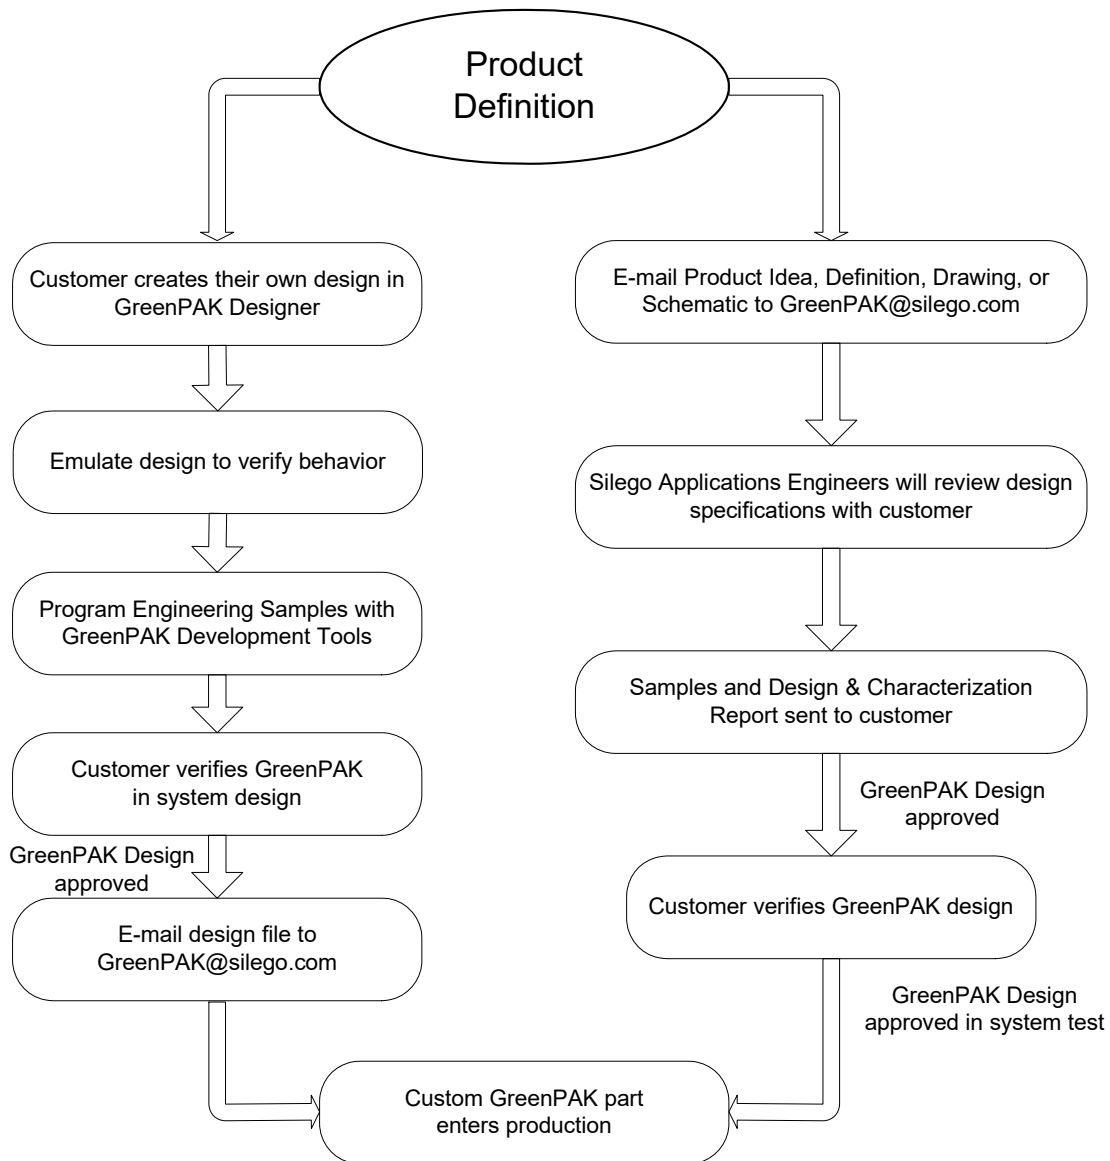 Product
Definition
Customer creates their own design in
GreenPAK Designer
Emulate design to verify behavior
Program Engineering Samples with
GreenPAK Development Tools
Customer verifies GreenPAK
in system design
GreenPAK Design
approved
E-mail design file to
GreenPAK@silego.com
E-mail Product Idea, Definition, Drawing, or
Schematic to GreenPAK@silego.com
Silego Applications Engineers will review design
specifications with customer
Samples and Design & Characterization
Report sent to customer
GreenPAK Design
approved
Customer verifies GreenPAK design
GreenPAK Design
approved in system test
Custom GreenPAK part
enters production